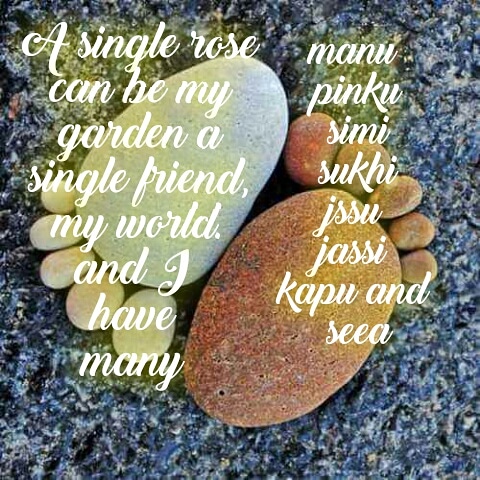 A single rose
can be my
garden a
single friend,
my world.
and I
have
many
manu
pinku
simi
sukhi
jssu
jassi
kapu and
seea